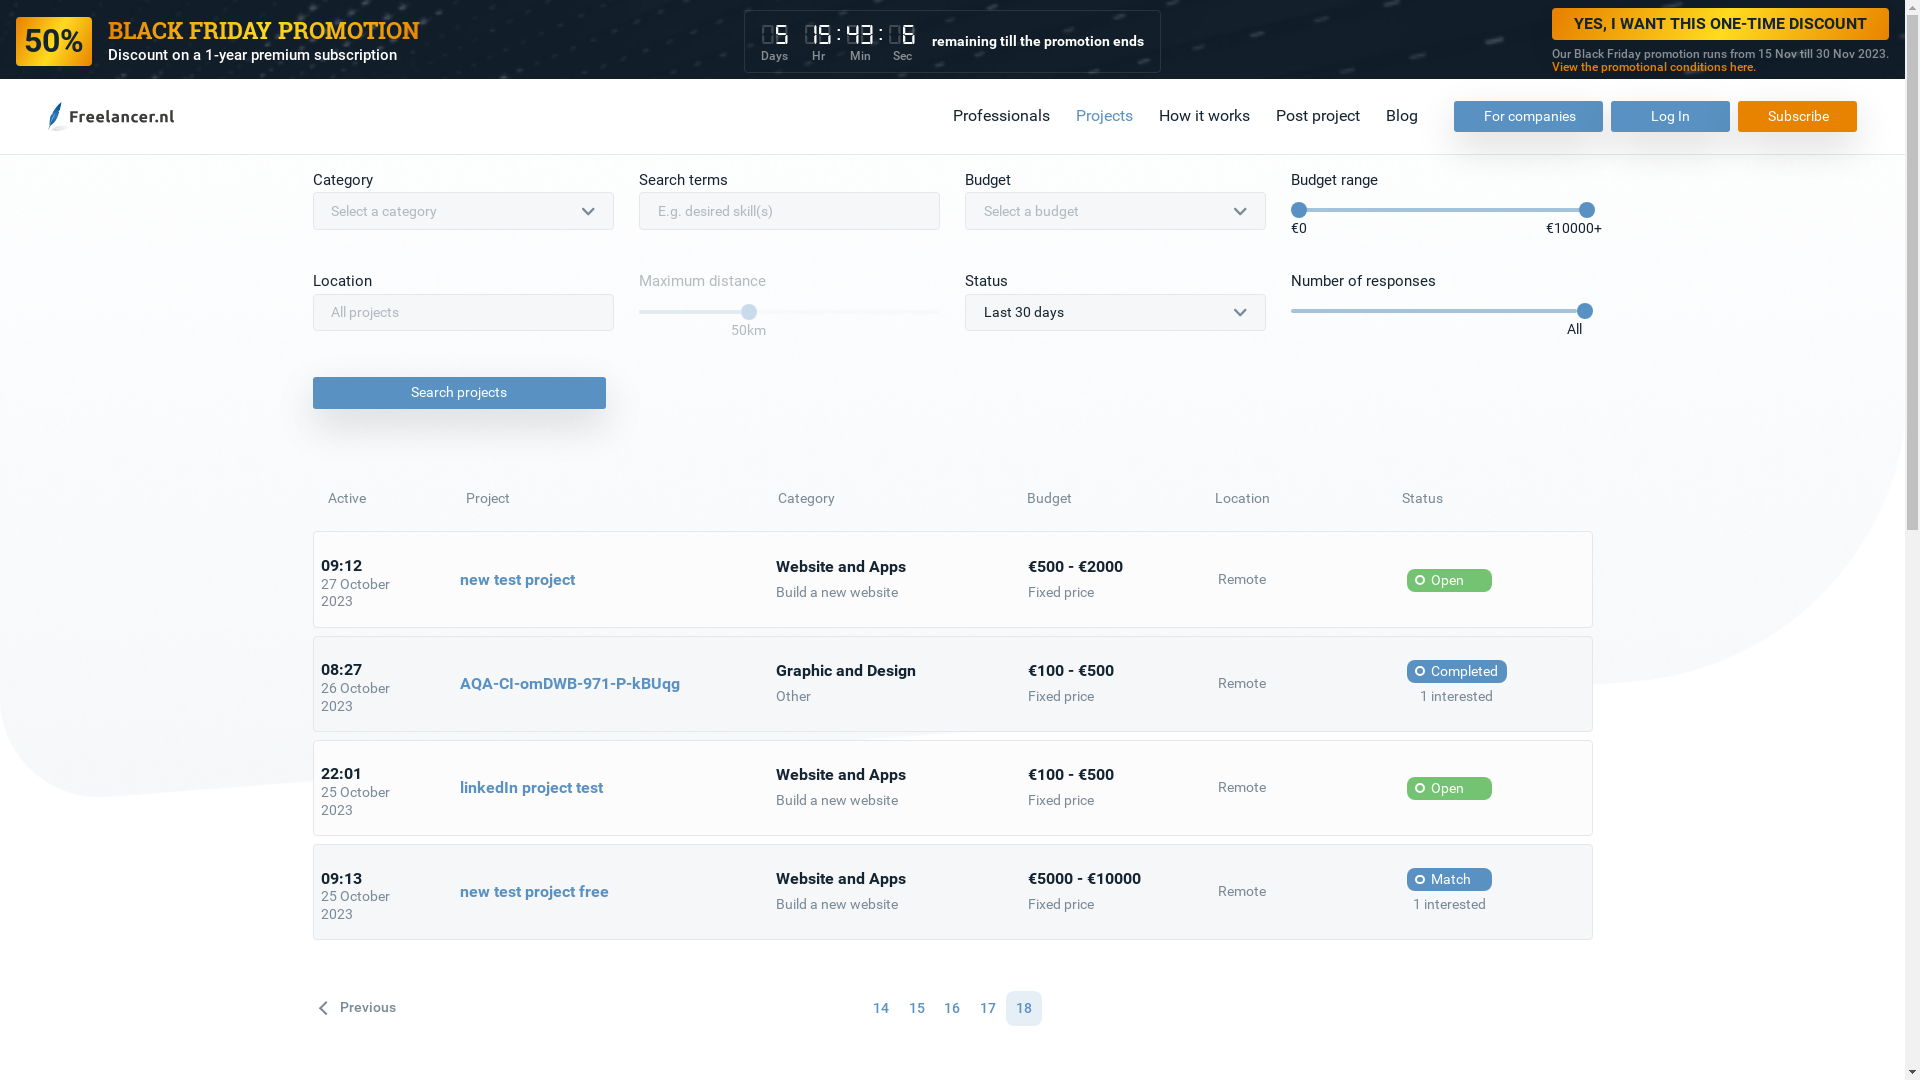 50%
BLACK FRIDAY PROMOTION
Discount on a 1-year premium subscription
5 15 : 43 : 6
Days Hr Min Sec
remaining till the promotion ends
YES, I WANT THIS ONE-TIME DISCOUNT
Our Black Friday promotion runs from 15 Nov till 30 Nov 2023.
View the promotional conditions here.
Freelancer.nl
Professionals Projects How it works Post project Blog For companies Log In Subscribe
Category Search terms Budget Budget range
Select a category E.g. desired skill(s) Select a budget
€0 €10000+
Location Maximum distance Status Number of responses
All projects Last 30 days
50km All
Search projects
Active Project Category Budget Location Status
09:12
27 October
2023
new test project
Website and Apps
Build a new website
€500 - €2000
Fixed price
Remote
Open
08:27
26 October
2023
AQA-CI-omDWB-971-P-kBUqg
Graphic and Design
Other
€100 - €500
Fixed price
Remote
Completed
1 interested
22:01
25 October
2023
linkedIn project test
Website and Apps
Build a new website
€100 - €500
Fixed price
Remote
Open
09:13
25 October
2023
new test project free
Website and Apps
Build a new website
€5000 - €10000
Fixed price
Remote
Match
1 interested
Previous 14 15 16 17 18